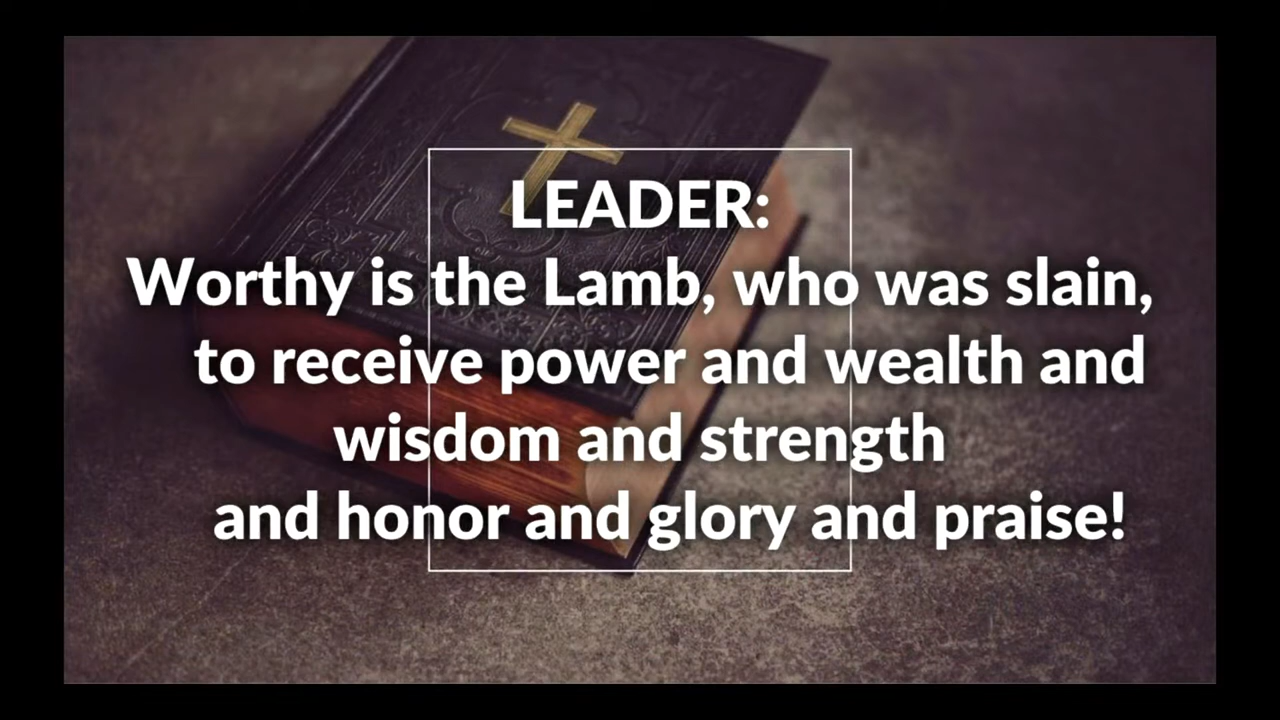 LEADER:
Worthy is the Lamb, who was slain,
to receive power and wealth and
wisdom and strength
and honor and glory and praise!